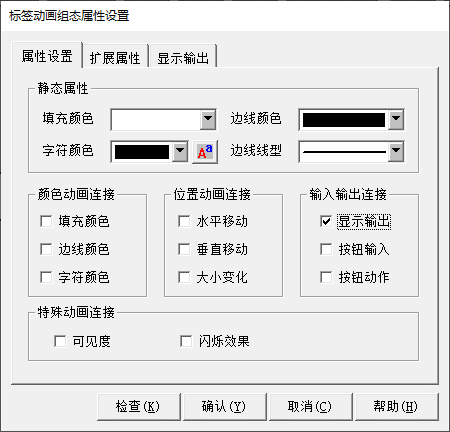 标签动画组态属性设置
属性设置 扩展属性 显示输出
静态属性
填充颜色 边线颜色
字符颜色 Aa 边线线型
颜色动画连接 位置动画连接 输入输出连接
填充颜色 水平移动 显示输出
边线颜色 垂直移动 按钮输入
字符颜色 大小变化 按钮动作
特殊动画连接
可见度 闪烁效果
检查(K) 确认(Y) 取消(C) 帮助(H)